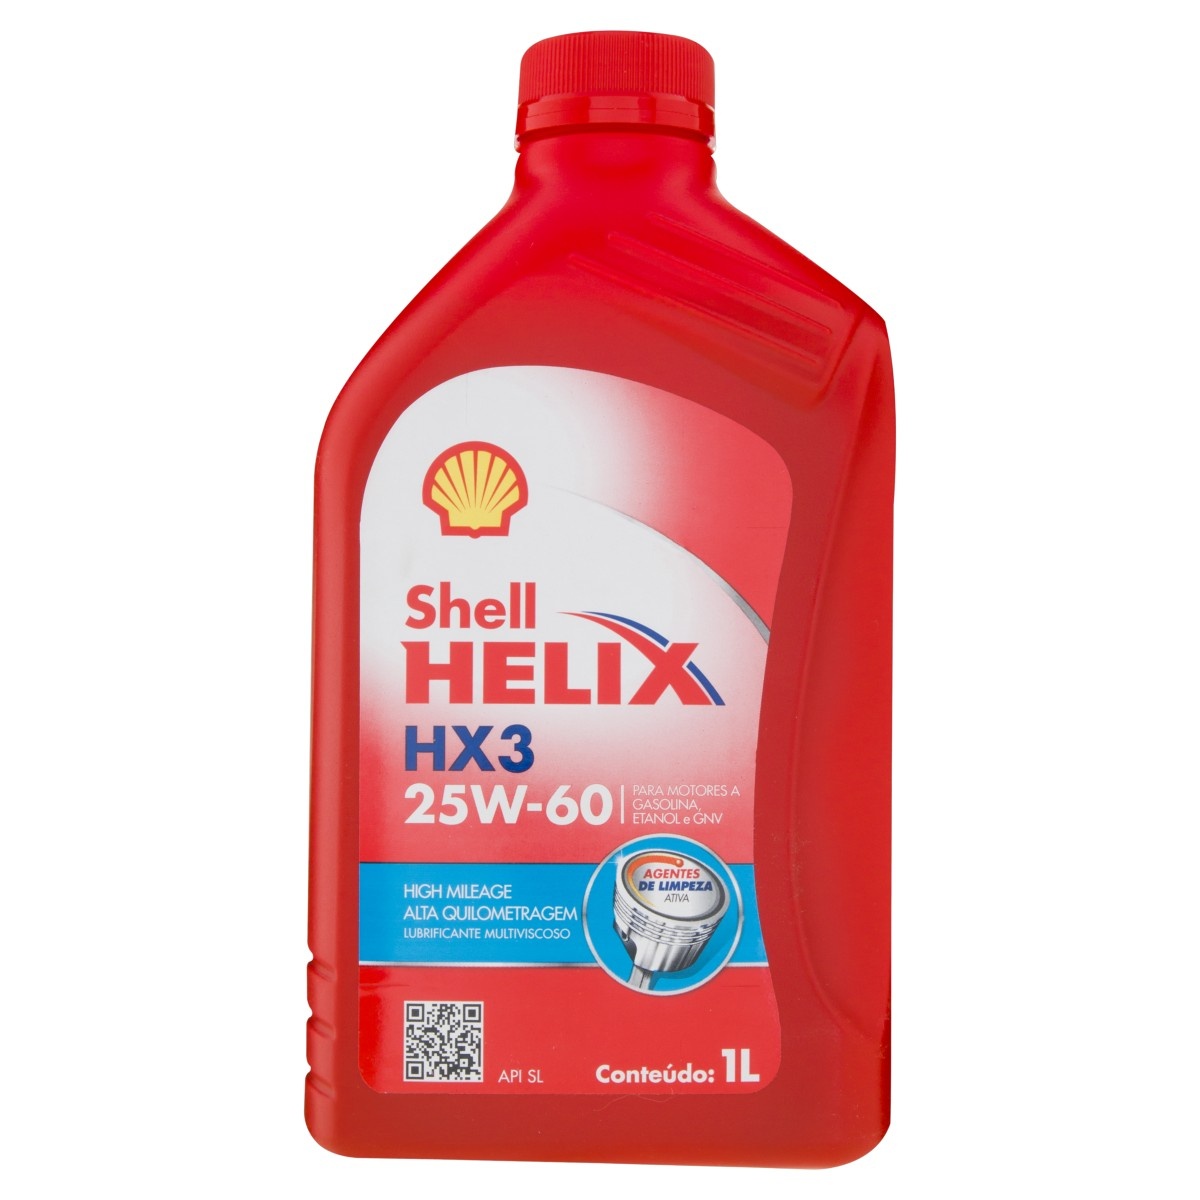 Shell
HELIX
HX3
25W-60
PARA MOTORES A
GASOLINA,
ETANOL e GNV
AGENTES
DE LIMPEZA
ATIVA
HIGH MILEAGE
ALTA QUILOMETRAGEM
LUBRIFICANTE MULTIVISCOSO
API SL
Conteúdo: 1L